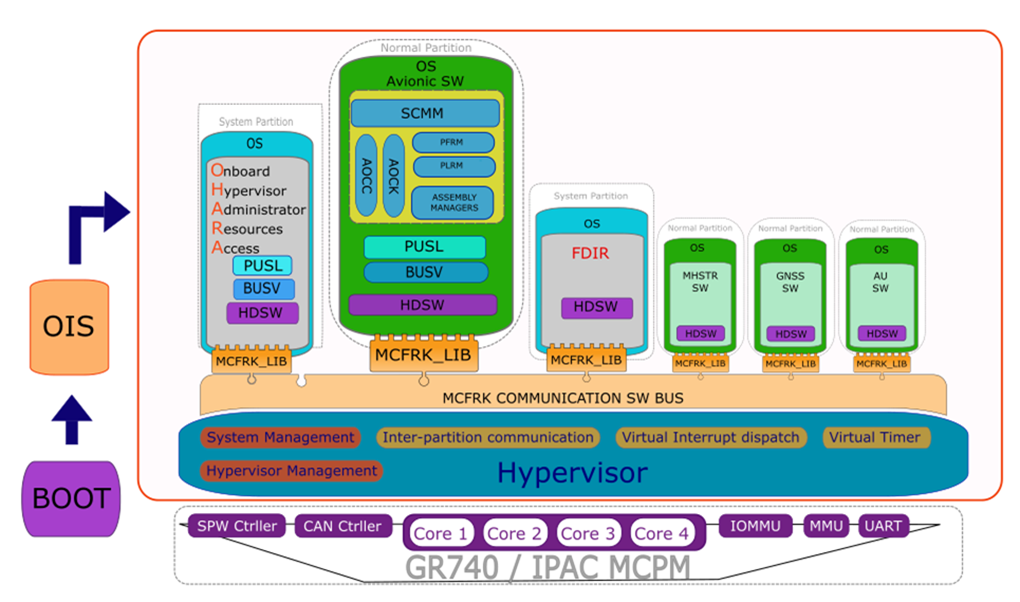 Normal Partition
OS
Avionic SW
SCMM
AOCC
AOCK
PFRM
PLRM
ASSEMBLY
MANAGERS
PUSL
BUSV
HDSW
MCFRK_LIB
System Partition
OS
Onboard
Hypervisor
Administrator
Resources
Access
PUSL
BUSV
HDSW
MCFRK_LIB
System Partition
OS
FDIR
HDSW
MCFRK_LIB
Normal Partition
OS
MHSTR
SW
HDSW
MCFRK_LIB
Normal Partition
OS
GNSS
SW
HDSW
MCFRK_LIB
Normal Partition
OS
AU
SW
HDSW
MCFRK_LIB
OIS
BOOT
MCFRK COMMUNICATION SW BUS
System Management
Inter-partition communication
Virtual Interrupt dispatch
Virtual Timer
Hypervisor Management
Hypervisor
SPW Ctrller
CAN Ctrller
Core 1
Core 2
Core 3
Core 4
IOMMU
MMU
UART
GR740 / IPAC MCPM